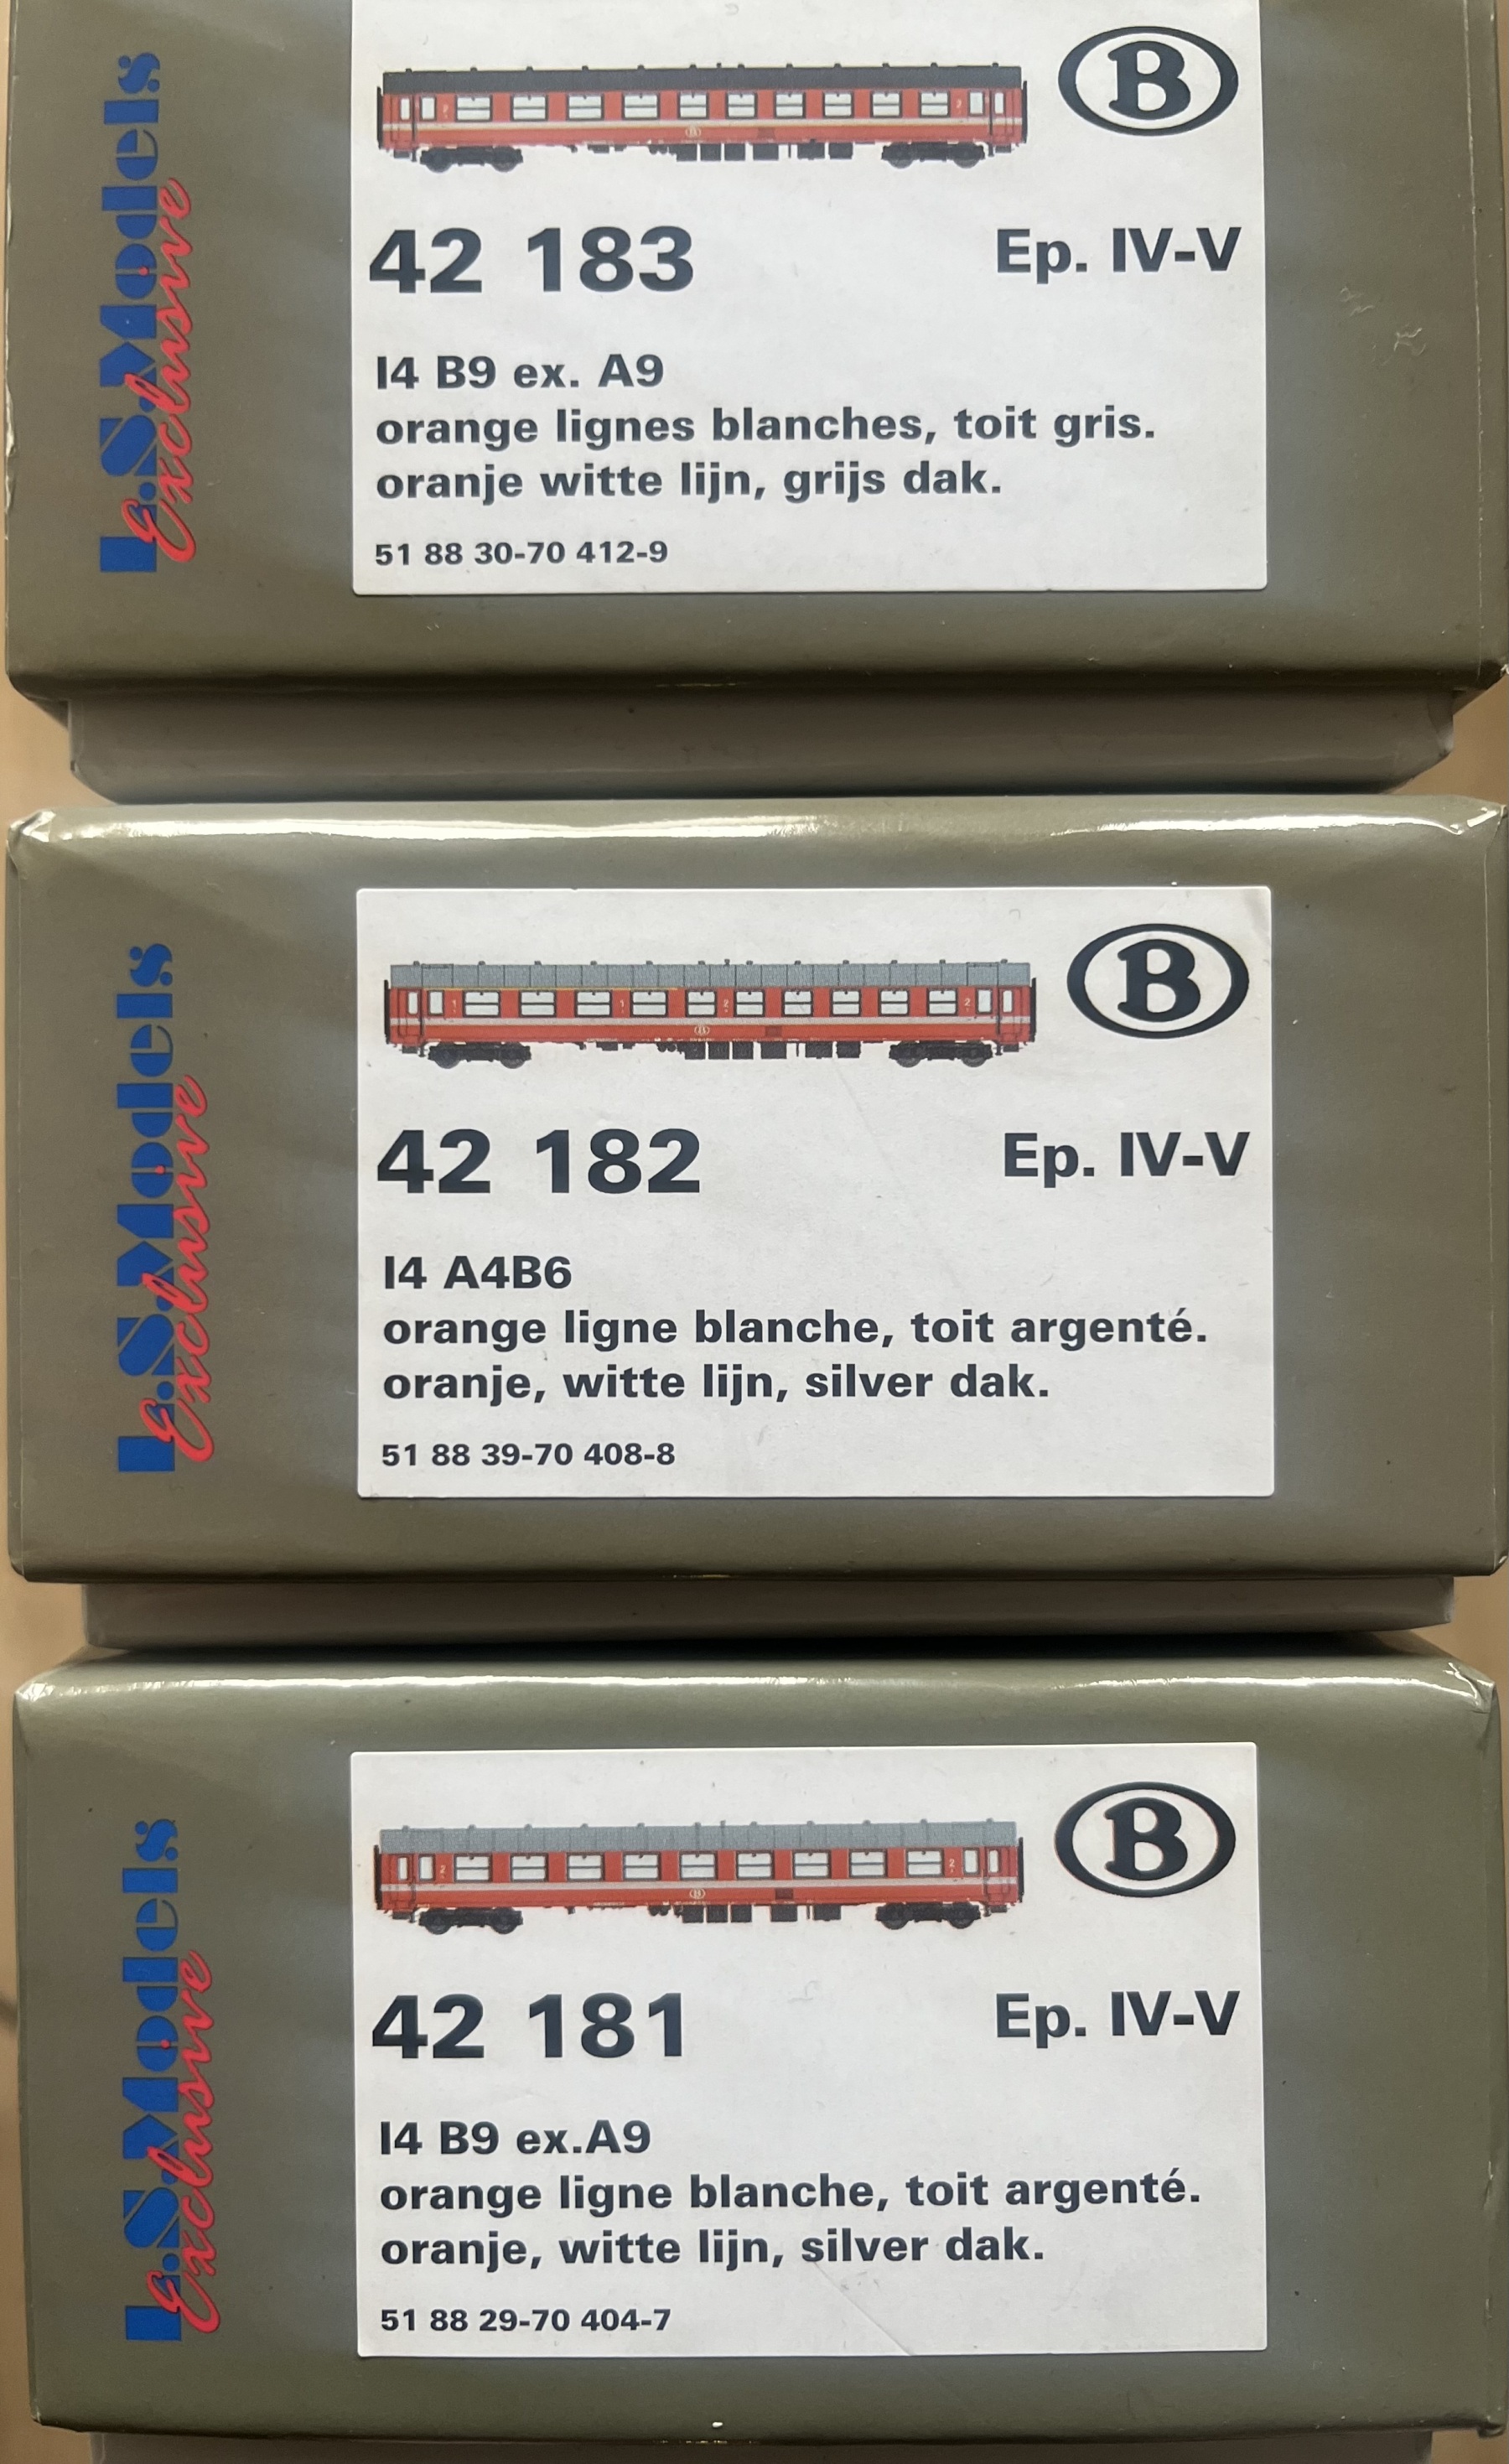 L.S.Models
Exclusive
B
42 183 Ep. IV-V
I4 B9 ex. A9
orange lignes blanches, toit gris.
oranje witte lijn, grijs dak.
51 88 30-70 412-9
L.S.Models
Exclusive
B
42 182 Ep. IV-V
I4 A4B6
orange ligne blanche, toit argenté.
oranje, witte lijn, silver dak.
51 88 39-70 408-8
L.S.Models
Exclusive
B
42 181 Ep. IV-V
I4 B9 ex.A9
orange ligne blanche, toit argenté.
oranje, witte lijn, silver dak.
51 88 29-70 404-7